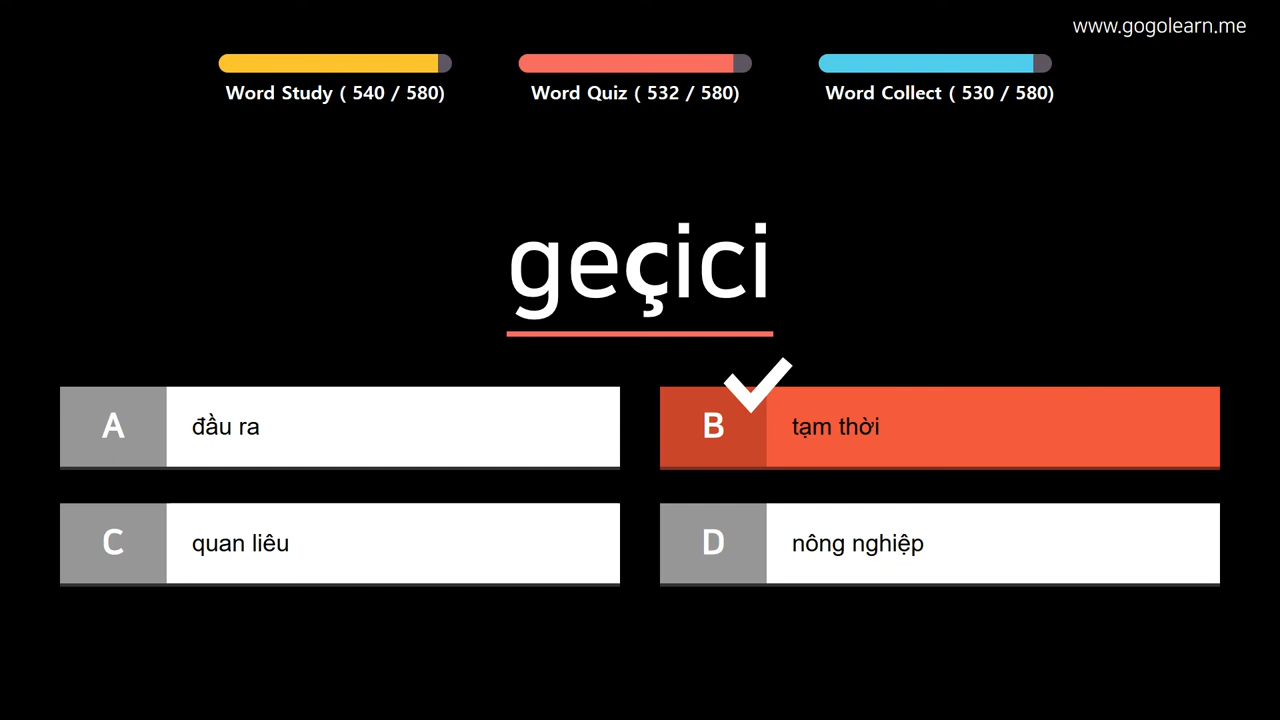 www.gogolearn.me
Word Study ( 540 / 580)
Word Quiz ( 532 / 580)
Word Collect ( 530 / 580)
geçici
A
đầu ra
B
tạm thời
C
quan liêu
D
nông nghiệp